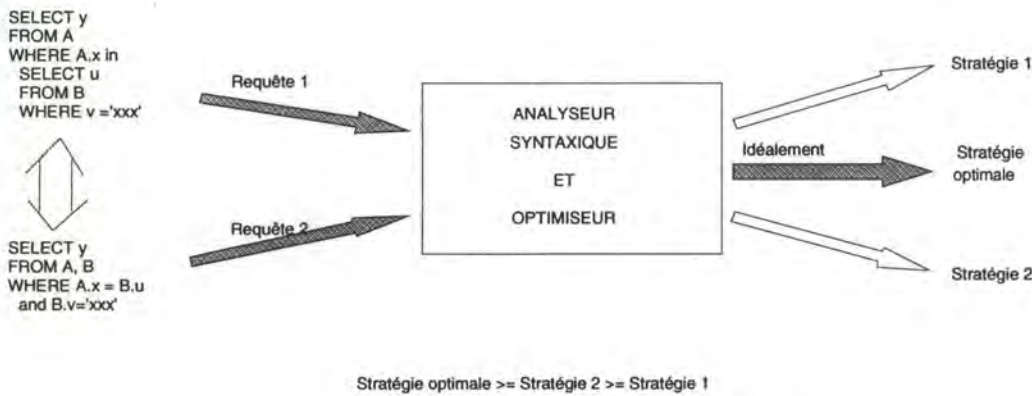 SELECT y
FROM A
WHERE A.x in
SELECT u
FROM B
WHERE v ='xxx'
Requête 1
ANALYSEUR
SYNTAXIQUE
ET
OPTIMISEUR
Stratégie 1
Idéalement
Stratégie
optimale
Requête 2
SELECT y
FROM A, B
WHERE A.x = B.u
and B.v='xxx'
Stratégie 2
Stratégie optimale >= Stratégie 2 >= Stratégie 1